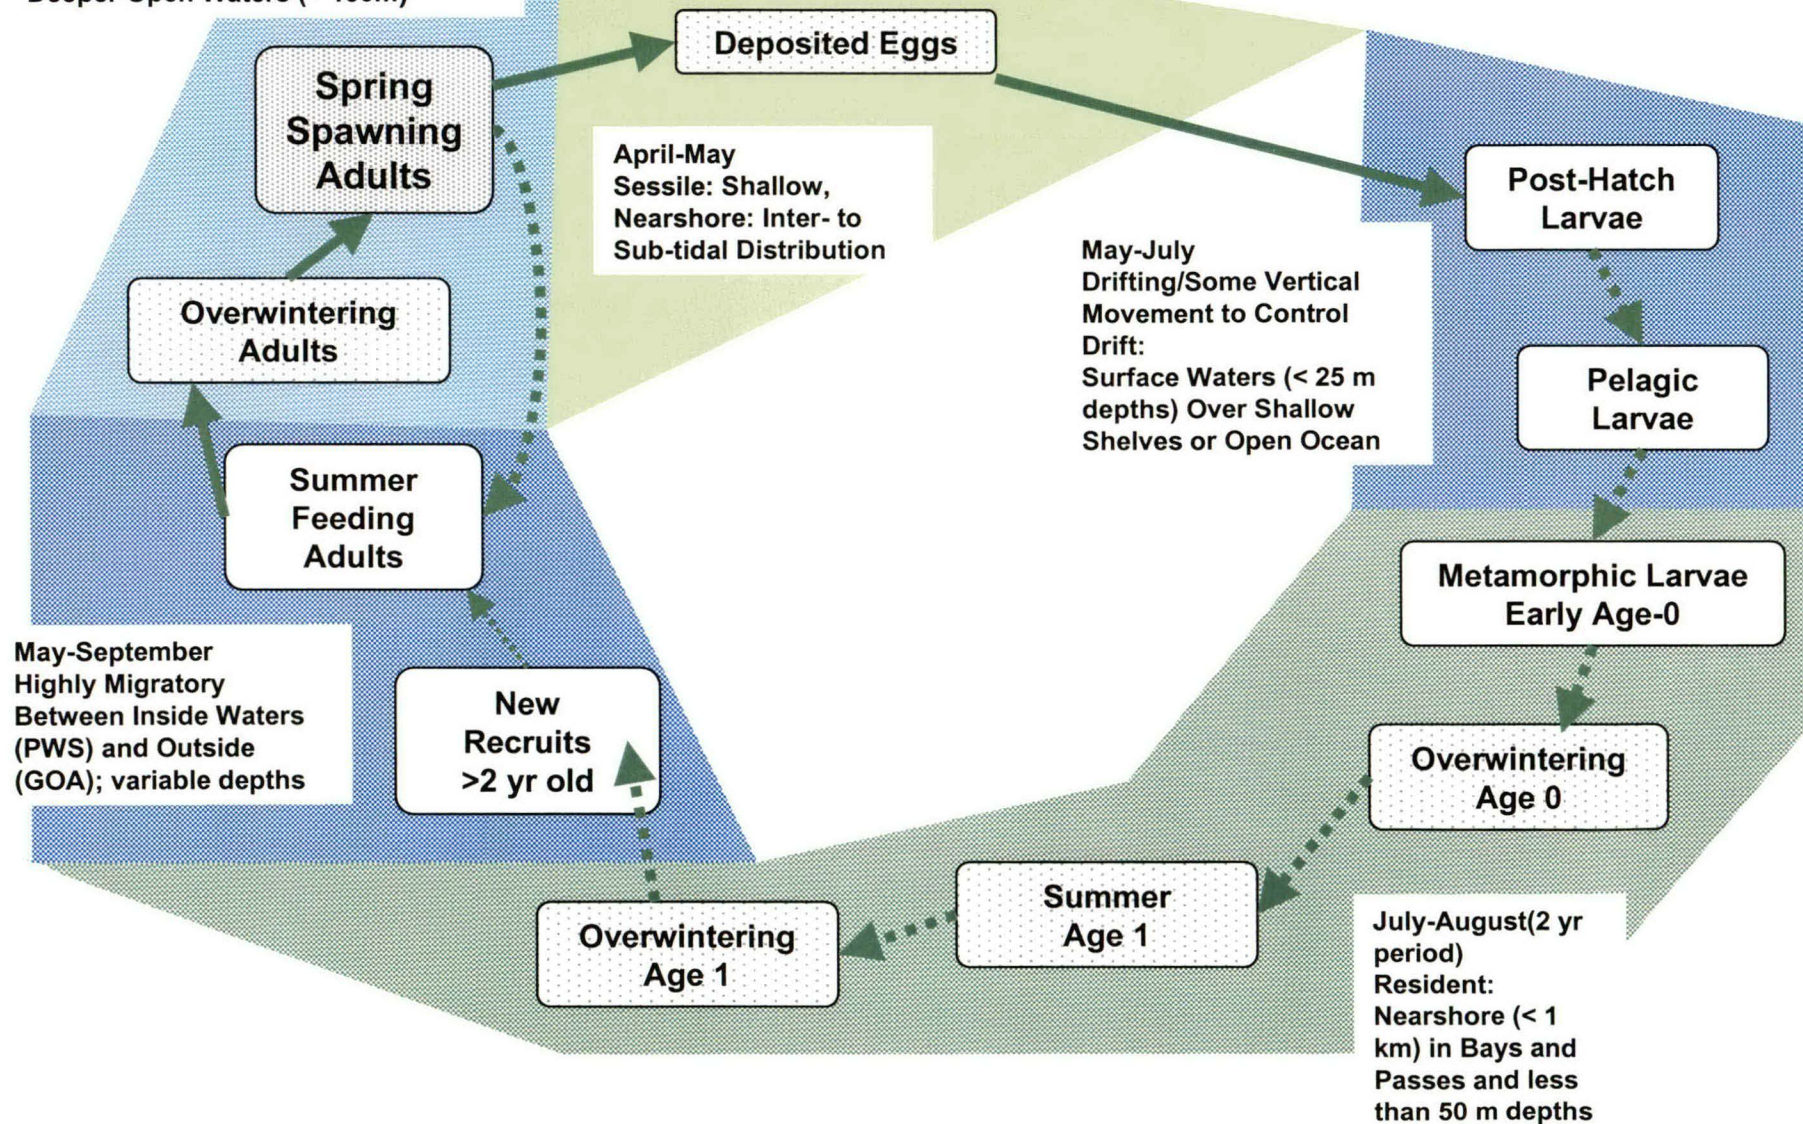 Deeper Open Waters (
Deposited Eggs
Spring
Spawning
Adults
April-May
Sessile: Shallow,
Nearshore: Inter- to
Sub-tidal Distribution
Post-Hatch
Larvae
May-July
Drifting/Some Vertical
Movement to Control
Drift:
Surface Waters (< 25 m
depths) Over Shallow
Shelves or Open Ocean
Overwintering
Adults
Pelagic
Larvae
Summer
Feeding
Adults
Metamorphic Larvae
Early Age-0
May-September
Highly Migratory
Between Inside Waters
(PWS) and Outside
(GOA); variable depths
New
Recruits
>2 yr old
Overwintering
Age 0
Summer
Age 1
Overwintering
Age 1
July-August(2 yr
period)
Resident:
Nearshore (< 1
km) in Bays and
Passes and less
than 50 m depths